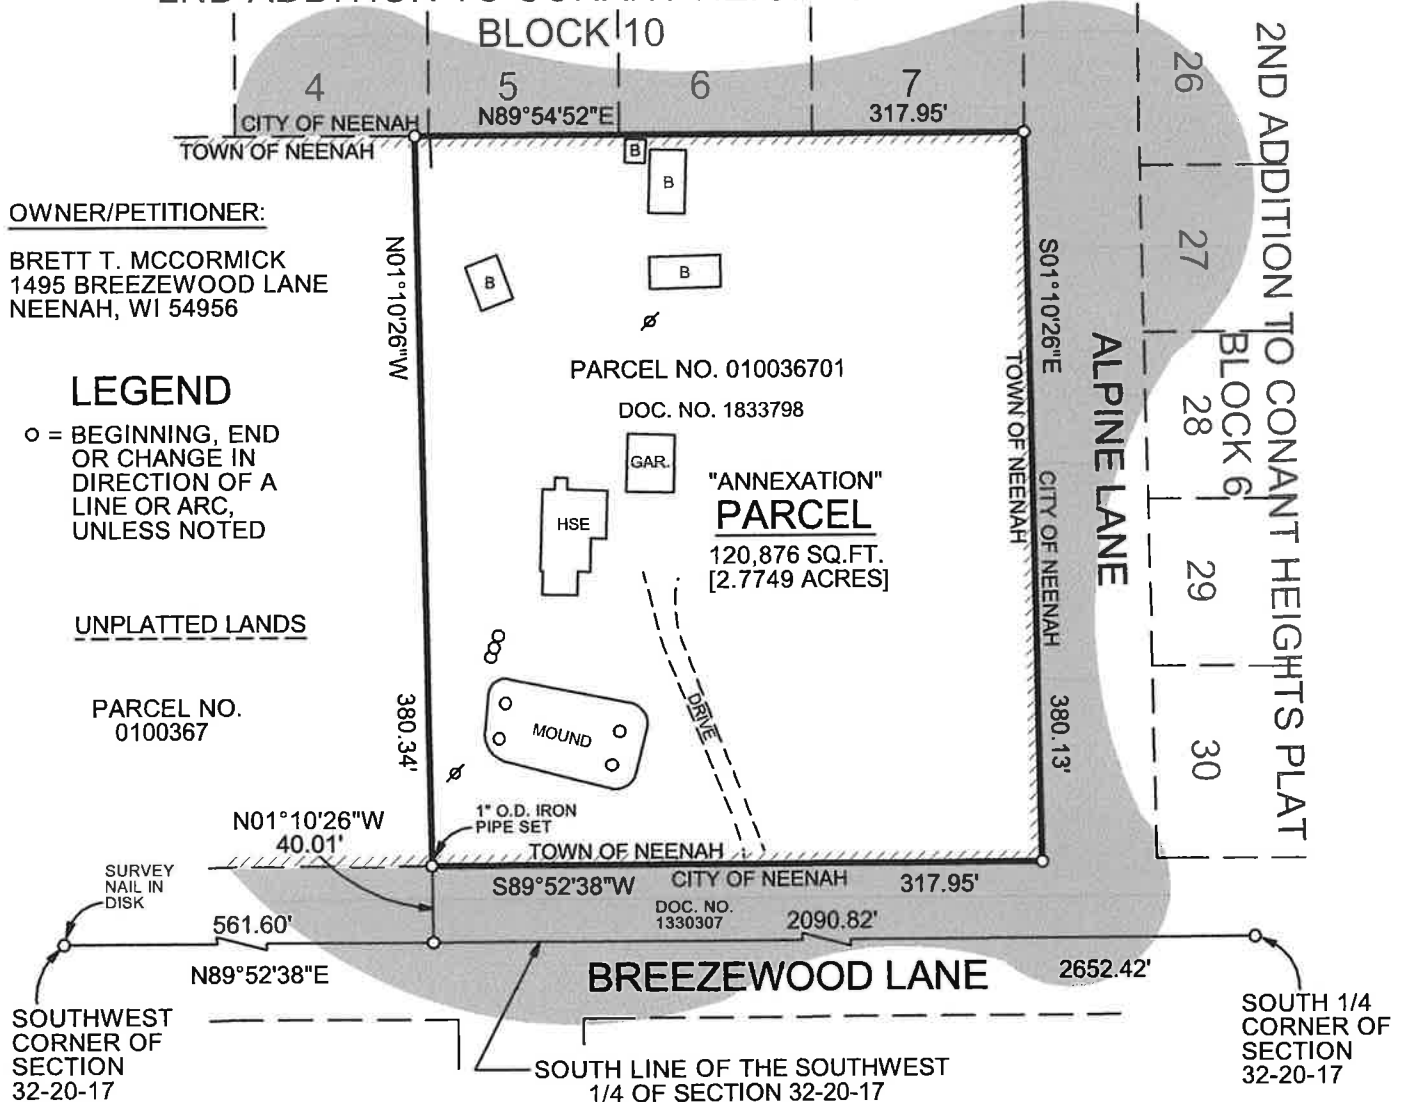 BLOCK 10
4
5
6
7
N89°54'52"E
317.95'
CITY OF NEENAH
TOWN OF NEENAH
B
B
B
B
OWNER/PETITIONER:
BRETT T. MCCORMICK
1495 BREEZEWOOD LANE
NEENAH, WI 54956
N01°10'26"W
380.34'
LEGEND
O = BEGINNING, END
OR CHANGE IN
DIRECTION OF A
LINE OR ARC,
UNLESS NOTED
UNPLATTED LANDS
PARCEL NO.
0100367
PARCEL NO. 010036701
DOC. NO. 1833798
GAR.
HSE
"ANNEXATION"
PARCEL
120,876 SQ.FT.
[2.7749 ACRES]
MOUND
DRIVE
S01°10'26"E
380.13'
TOWN OF NEENAH
CITY OF NEENAH
ALPINE LANE
26
27
28
29
30
BLOCK 6
2ND ADDITION TO CONANT HEIGHTS PLAT
N01°10'26"W
40.01'
1" O.D. IRON
PIPE SET
SURVEY
NAIL IN
DISK
TOWN OF NEENAH
S89°52'38"W
CITY OF NEENAH
317.95'
DOC. NO.
1330307
561.60'
2090.82'
N89°52'38"E
BREEZEWOOD LANE
2652.42'
SOUTHWEST
CORNER OF
SECTION
32-20-17
SOUTH LINE OF THE SOUTHWEST
1/4 OF SECTION 32-20-17
SOUTH 1/4
CORNER OF
SECTION
32-20-17